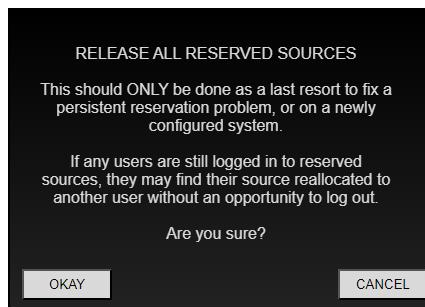 RELEASE ALL RESERVED SOURCES
This should ONLY be done as a last resort to fix a
persistent reservation problem, or on a newly
configured system.
If any users are still logged in to reserved
sources, they may find their source reallocated to
another user without an opportunity to log out.
Are you sure?
OKAY
CANCEL